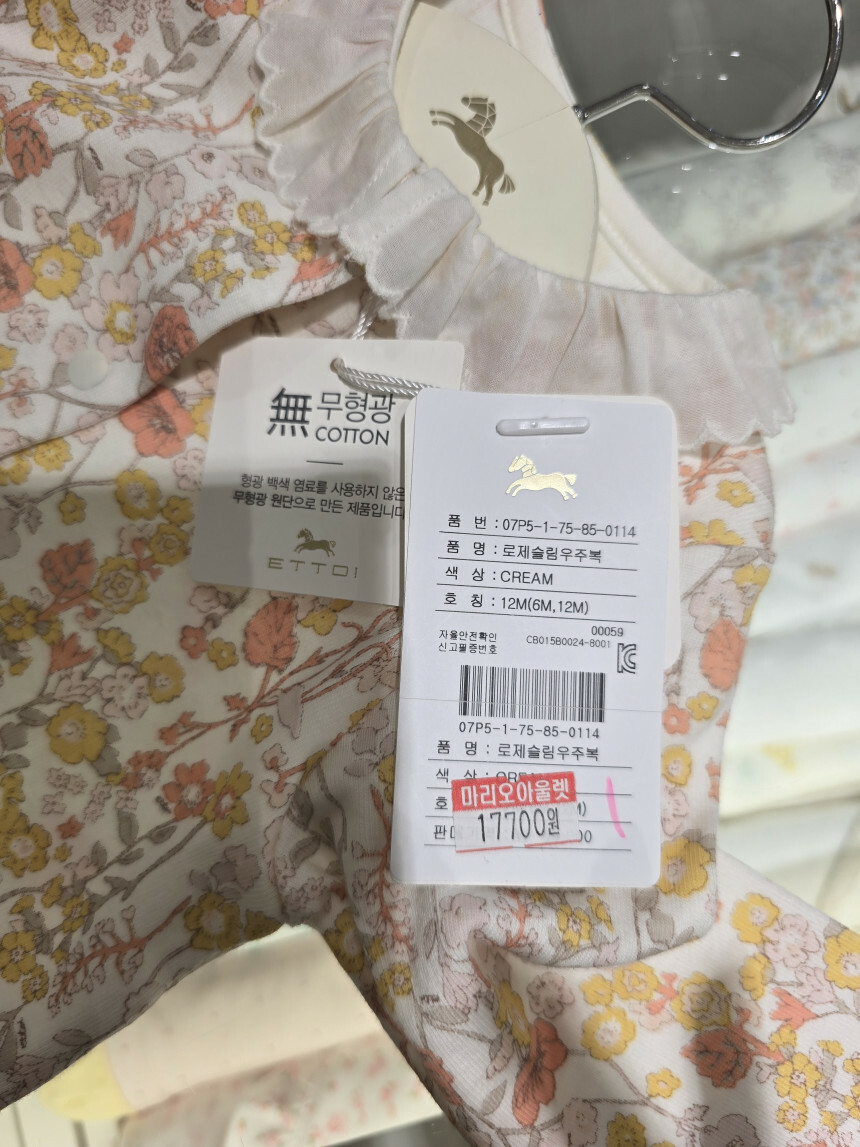 無 무형광
COTTON
형광 백색 염료를 사용하지 않은
무형광 원단으로 만든 제품입니다
ETTOI
품 번 : 07P5-1-75-85-0114
품 명 : 로제슬림우주복
색 상 : CREAM
호 칭 : 12M(6M,12M)
00059
자율안전확인
신고필증번호 CB015B0024-8001
07P5-1-75-85-0114
품 명 : 로제슬림우주복
색 상 :
마리오아울렛
호
17700원
판 00